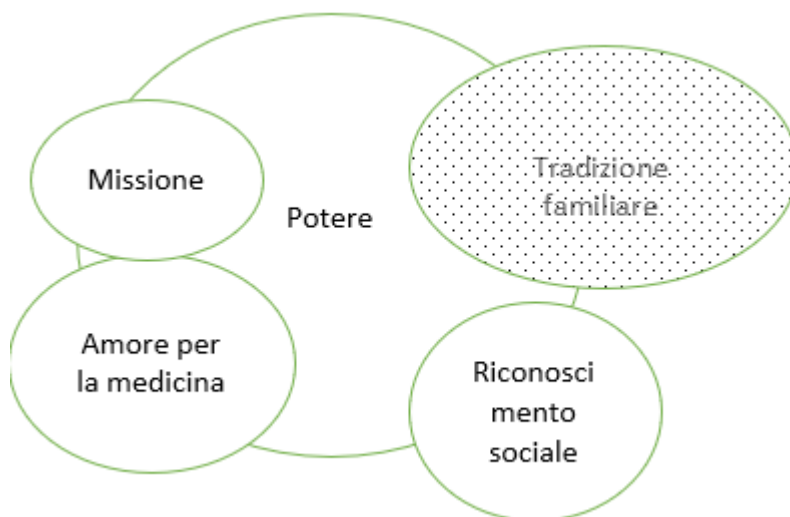 Missione
Potere
Tradizione
familiare
Amore per
la medicina
Riconosci
mento
sociale